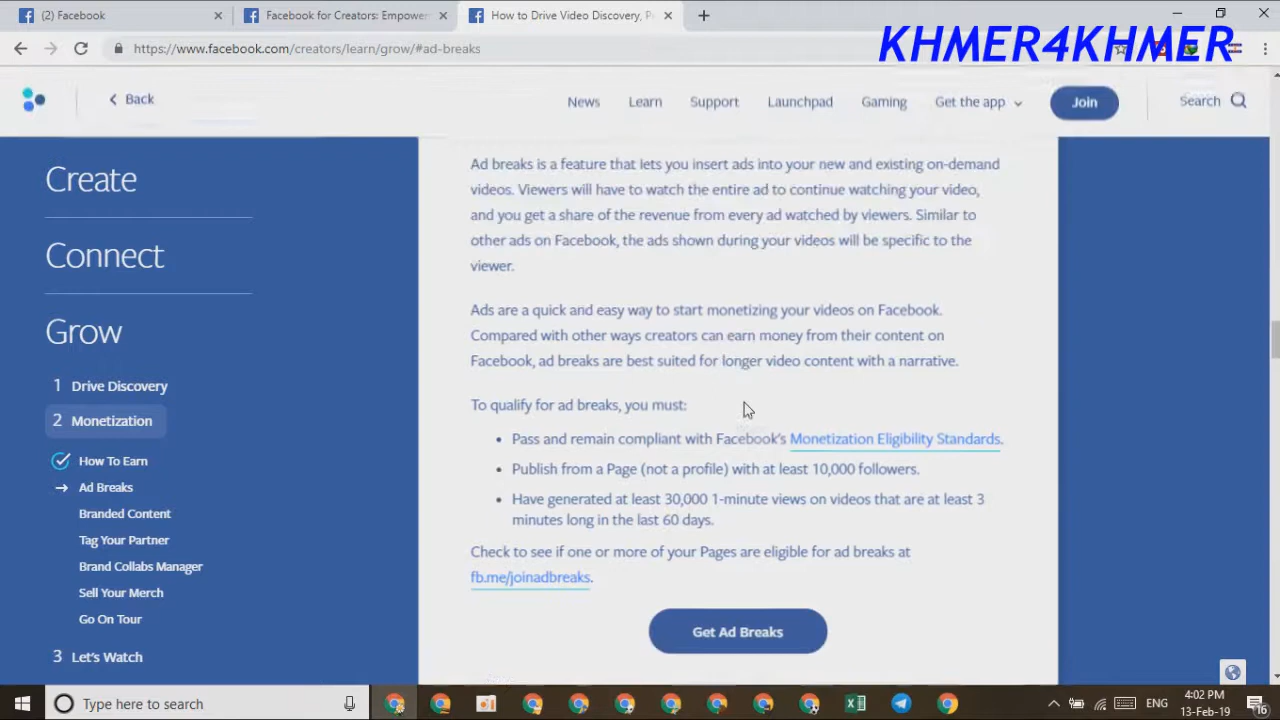 (2) Facebook
Facebook for Creators: Empower
How to Drive Video Discovery, P
https://www.facebook.com/creators/learn/grow/#ad-breaks
KHMER4KHMER
Back
News
Learn
Support
Launchpad
Gaming
Get the app
Join
Search
Create
Connect
Grow
1 Drive Discovery
2 Monetization
How To Earn
Ad Breaks
Branded Content
Tag Your Partner
Brand Collabs Manager
Sell Your Merch
Go On Tour
3 Let's Watch
Ad breaks is a feature that lets you insert ads into your new and existing on-demand
videos. Viewers will have to watch the entire ad to continue watching your video,
and you get a share of the revenue from every ad watched by viewers. Similar to
other ads on Facebook, the ads shown during your videos will be specific to the
viewer.
Ads are a quick and easy way to start monetizing your videos on Facebook.
Compared with other ways creators can earn money from their content on
Facebook, ad breaks are best suited for longer video content with a narrative.
To qualify for ad breaks, you must:
• Pass and remain compliant with Facebook's Monetization Eligibility Standards.
• Publish from a Page (not a profile) with at least 10,000 followers.
• Have generated at least 30,000 1-minute views on videos that are at least 3
minutes long in the last 60 days.
Check to see if one or more of your Pages are eligible for ad breaks at
fb.me/joinadbreaks.
Get Ad Breaks
Type here to search
ENG
4:02 PM
13-Feb-19
16